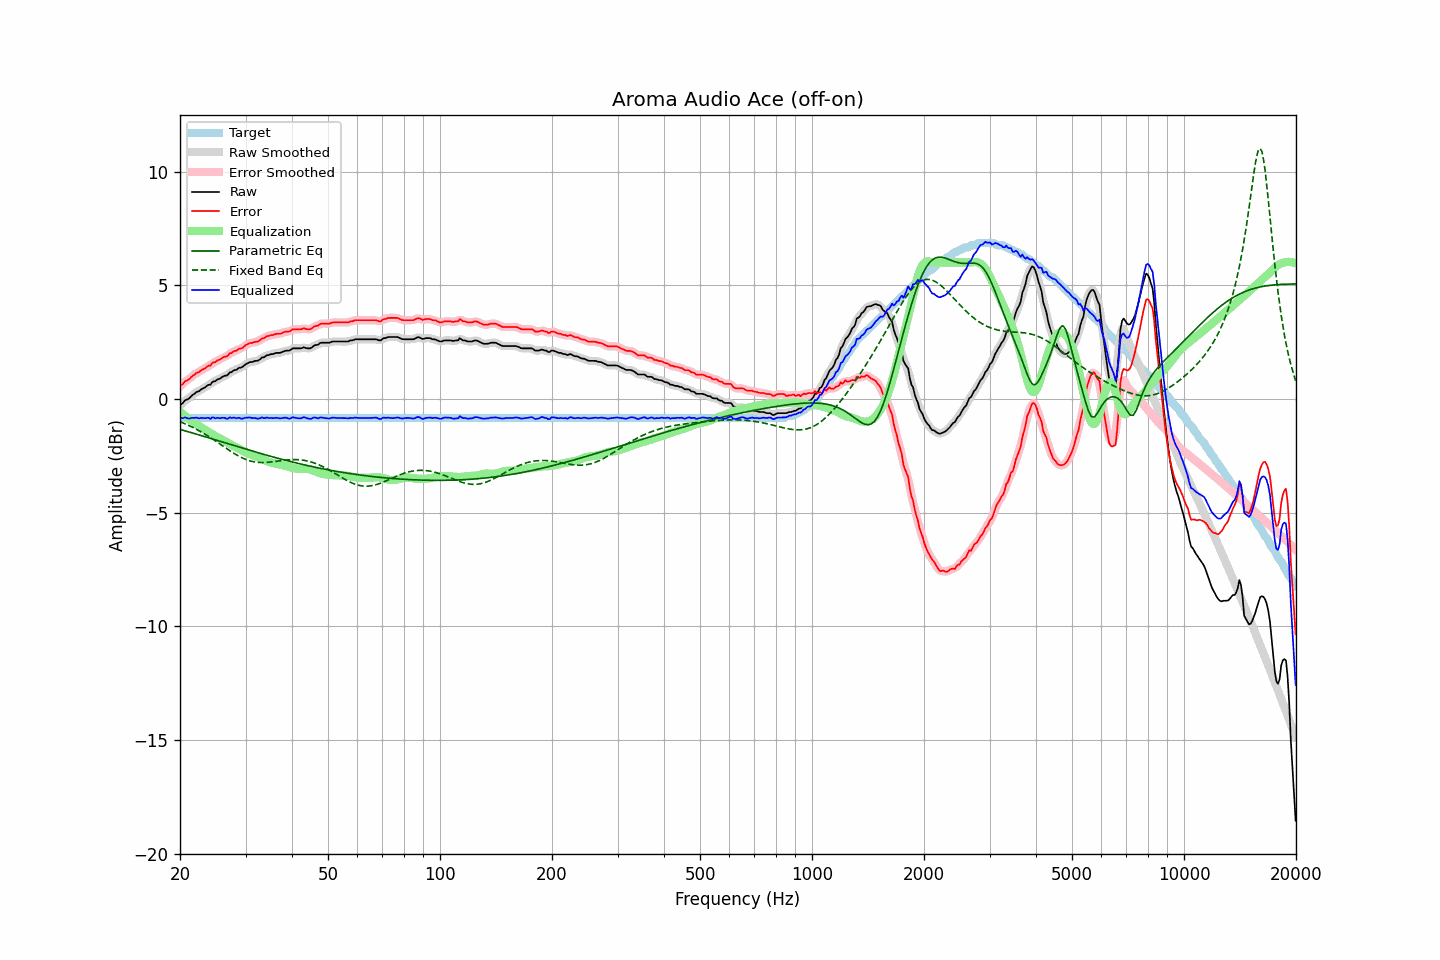 Aroma Audio Ace (off-on)
Target
Raw Smoothed
Error Smoothed
Raw
Error
Equalization
Parametric Eq
Fixed Band Eq
Equalized
10
5
0
−5
−10
−15
−20
Amplitude (dBr)
20 50 100 200 500 1000 2000 5000 10000 20000
Frequency (Hz)